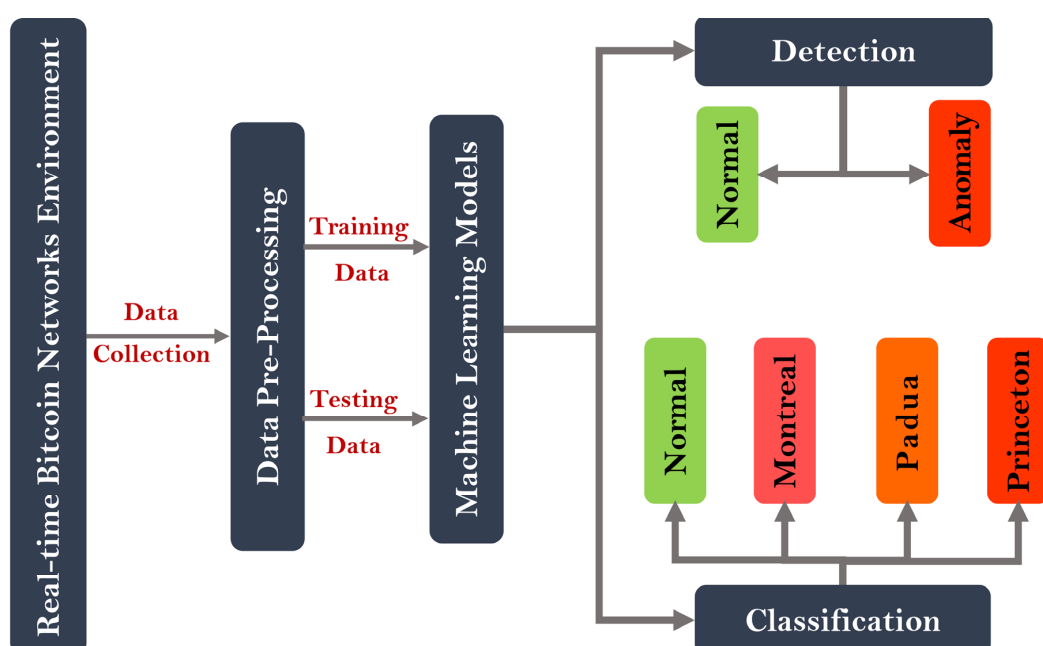 Real-time Bitcoin Networks Environment
Data
Collection
Data Pre-Processing
Training
Data
Testing
Data
Machine Learning Models
Detection
Normal
Anomaly
Normal
Montreal
Padua
Princeton
Classification